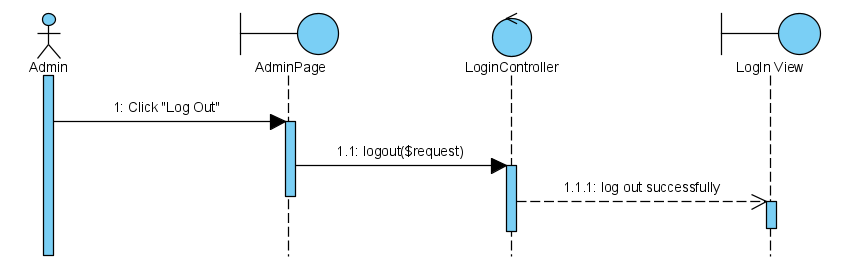 Admin
AdminPage
LoginController
LogIn View
1: Click "Log Out"
1.1: logout($request)
1.1.1: log out successfully